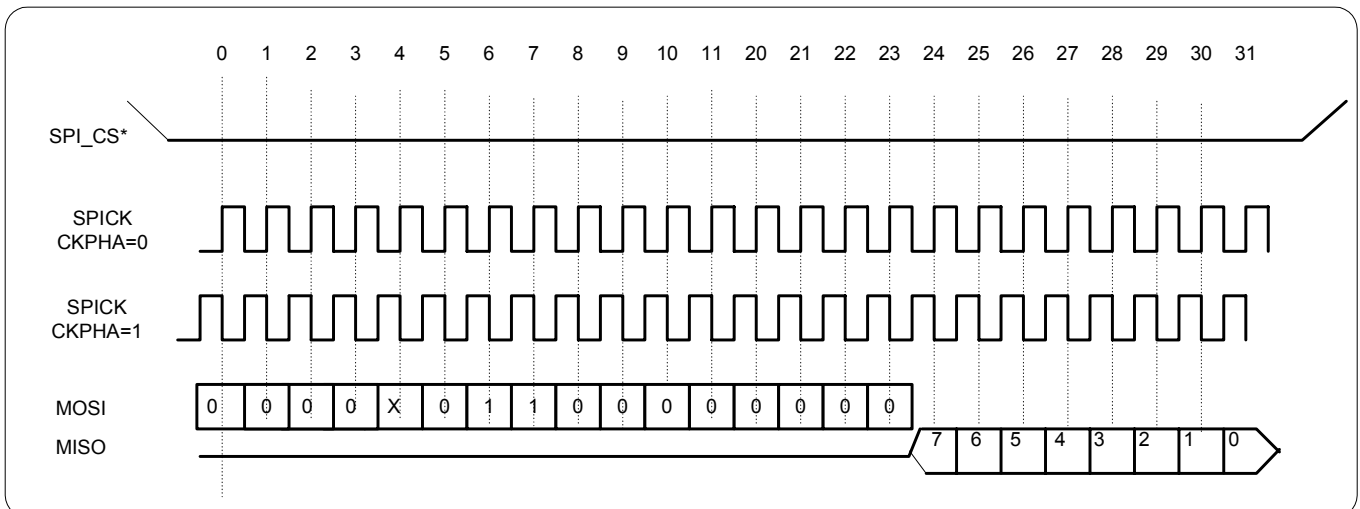 0 1 2 3 4 5 6 7 8 9 10 11 20 21 22 23 24 25 26 27 28 29 30 31
SPI_CS*
SPICK
CKPHA=0
SPICK
CKPHA=1
MOSI 0 0 0 0 X 0 1 1 0 0 0 0 0 0 0 0
MISO 7 6 5 4 3 2 1 0